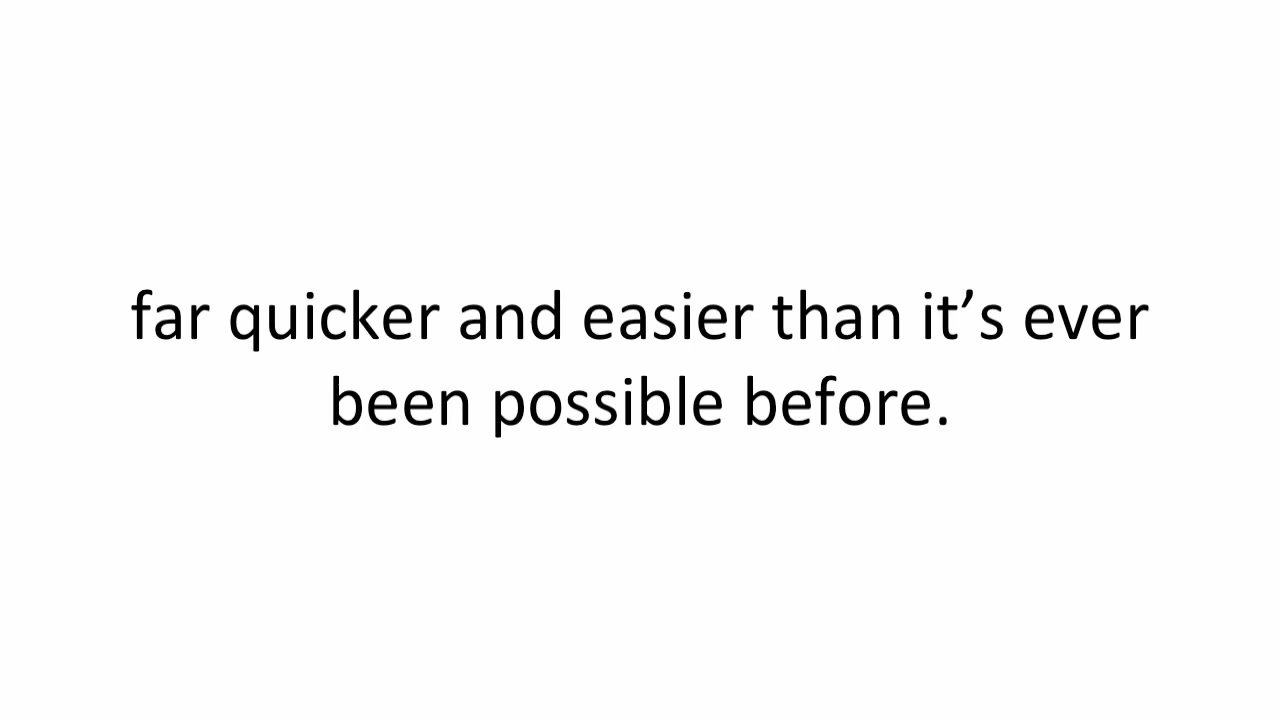 far quicker and easier than it’s ever
been possible before.